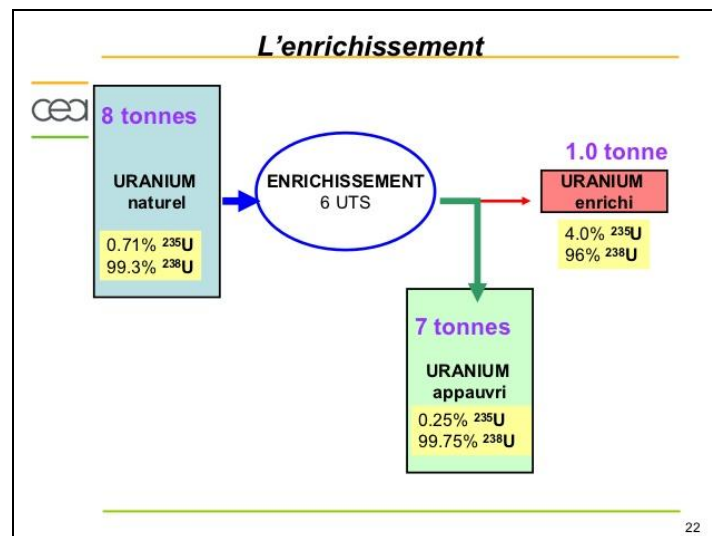 L'enrichissement
cea
8 tonnes
URANIUM
naturel
0.71% ²³⁵U
99.3% ²³⁸U
ENRICHISSEMENT
6 UTS
1.0 tonne
URANIUM
enrichi
4.0% ²³⁵U
96% ²³⁸U
7 tonnes
URANIUM
appauvri
0.25% ²³⁵U
99.75% ²³⁸U
22